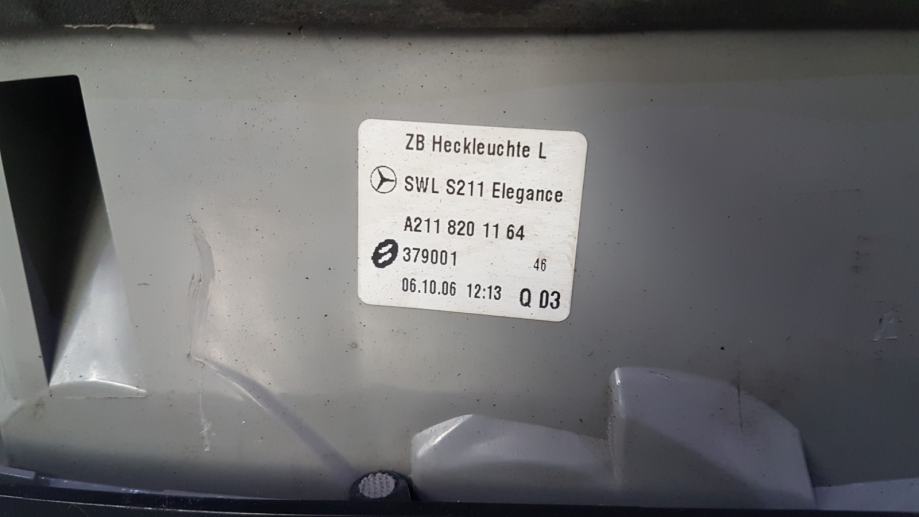 ZB Heckleuchte L
SWL S211 Elegance
A211 820 11 64
379001 46
06.10.06 12:13 Q 03